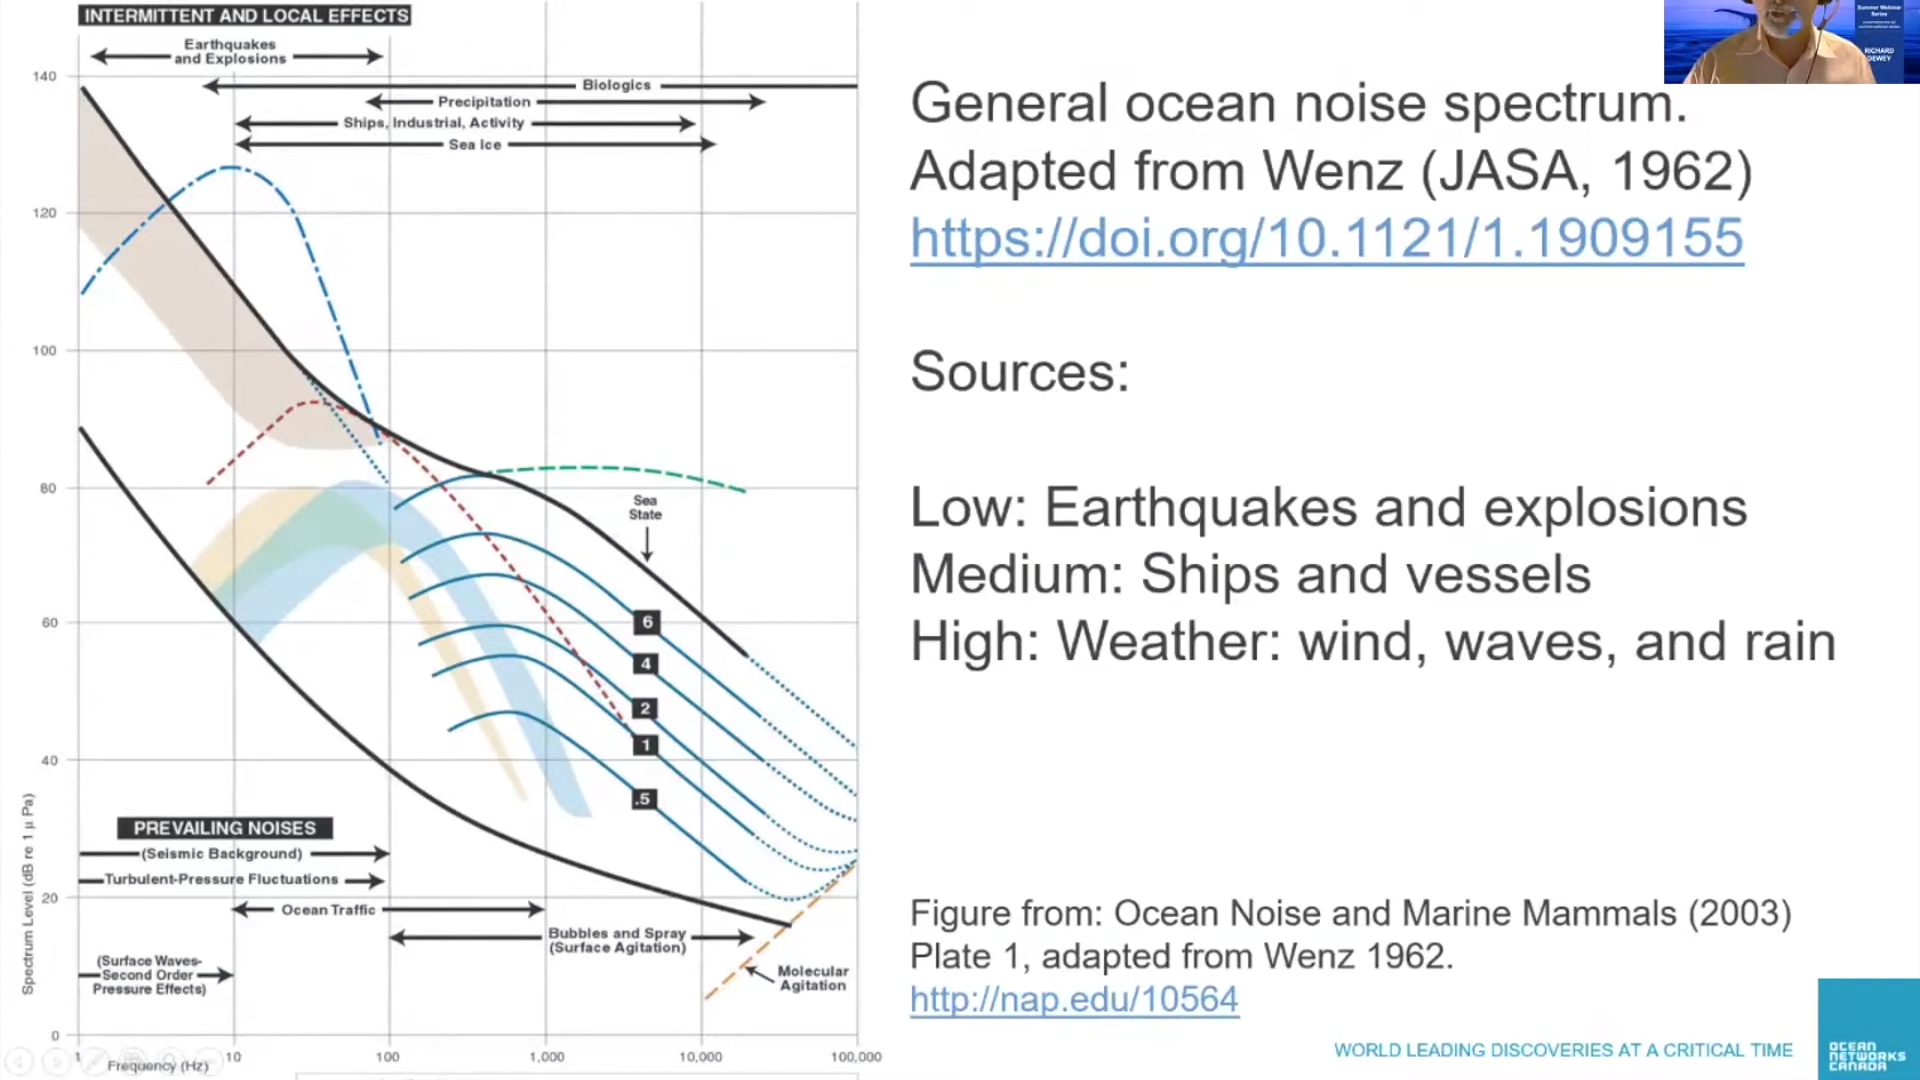 INTERMITTENT AND LOCAL EFFECTS
Earthquakes
and Explosions
Biologics
Precipitation
Ships, Industrial, Activity
Sea Ice
140
120
100
80
60
40
20
0
Spectrum Level (dB re 1 µ Pa)
Sea
State
6
4
2
1
.5
PREVAILING NOISES
(Seismic Background)
Turbulent-Pressure Fluctuations
Ocean Traffic
Bubbles and Spray
(Surface Agitation)
(Surface Waves-
Second Order
Pressure Effects)
Molecular
Agitation
1
10
100
1,000
10,000
100,000
Frequency (Hz)
Summer Webinar
Series
RICHARD
DEWEY
General ocean noise spectrum.
Adapted from Wenz (JASA, 1962)
https://doi.org/10.1121/1.1909155
Sources:
Low: Earthquakes and explosions
Medium: Ships and vessels
High: Weather: wind, waves, and rain
Figure from: Ocean Noise and Marine Mammals (2003)
Plate 1, adapted from Wenz 1962.
http://nap.edu/10564
WORLD LEADING DISCOVERIES AT A CRITICAL TIME
OCEAN
NETWORKS
CANADA